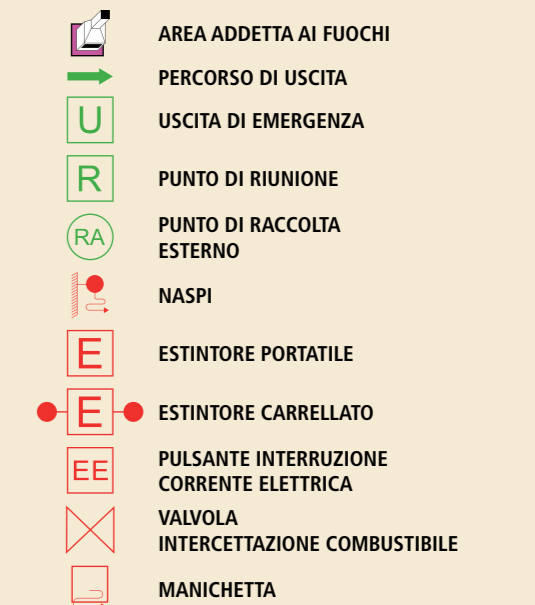 AREA ADDETTA AI FUOCHI
PERCORSO DI USCITA
U USCITA DI EMERGENZA
R PUNTO DI RIUNIONE
RA PUNTO DI RACCOLTA
ESTERNO
NASPI
E ESTINTORE PORTATILE
E ESTINTORE CARRELLATO
EE PULSANTE INTERRUZIONE
CORRENTE ELETTRICA
VALVOLA
INTERCETTAZIONE COMBUSTIBILE
MANICHETTA